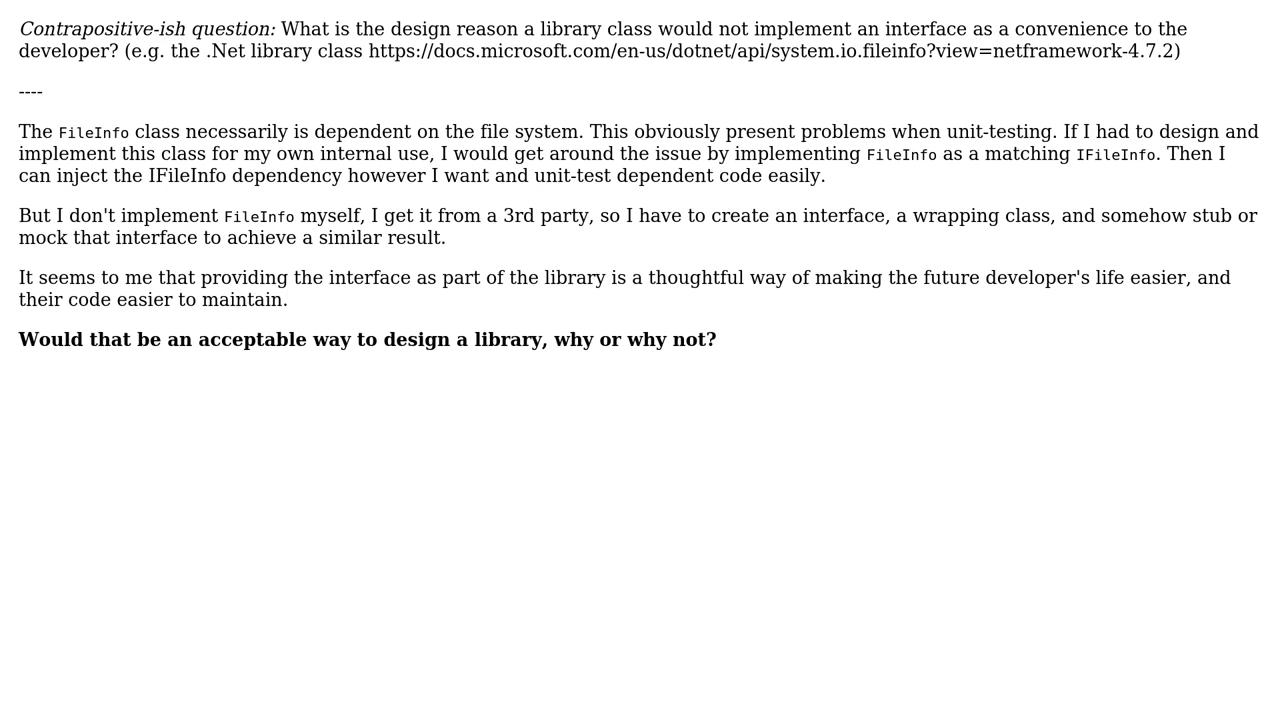 Contrapositive-ish question: What is the design reason a library class would not implement an interface as a convenience to the
developer? (e.g. the .Net library class https://docs.microsoft.com/en-us/dotnet/api/system.io.fileinfo?view=netframework-4.7.2)
----
The FileInfo class necessarily is dependent on the file system. This obviously present problems when unit-testing. If I had to design and
implement this class for my own internal use, I would get around the issue by implementing FileInfo as a matching IFileInfo. Then I
can inject the IFileInfo dependency however I want and unit-test dependent code easily.
But I don't implement FileInfo myself, I get it from a 3rd party, so I have to create an interface, a wrapping class, and somehow stub or
mock that interface to achieve a similar result.
It seems to me that providing the interface as part of the library is a thoughtful way of making the future developer's life easier, and
their code easier to maintain.
Would that be an acceptable way to design a library, why or why not?